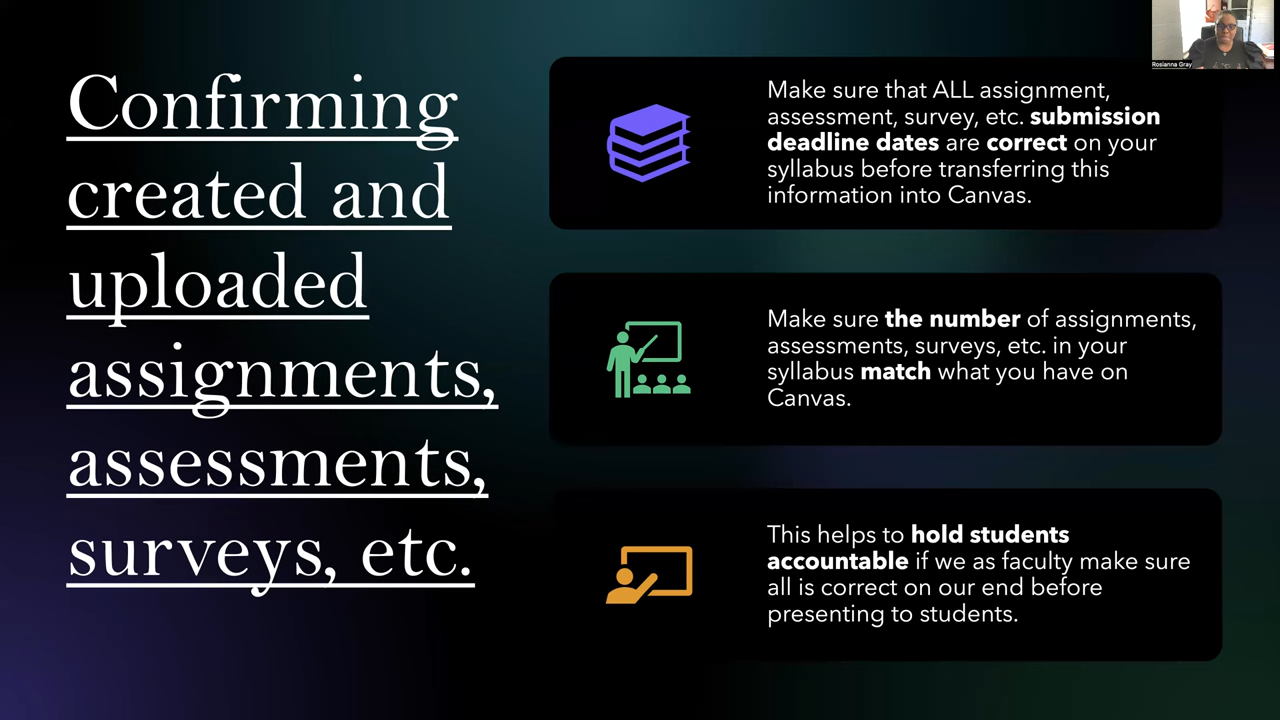 Confirming
created and
uploaded
assignments,
assessments,
surveys, etc.
Make sure that ALL assignment,
assessment, survey, etc. submission
deadline dates are correct on your
syllabus before transferring this
information into Canvas.
Make sure the number of assignments,
assessments, surveys, etc. in your
syllabus match what you have on
Canvas.
This helps to hold students
accountable if we as faculty make sure
all is correct on our end before
presenting to students.
Rosianna Gray